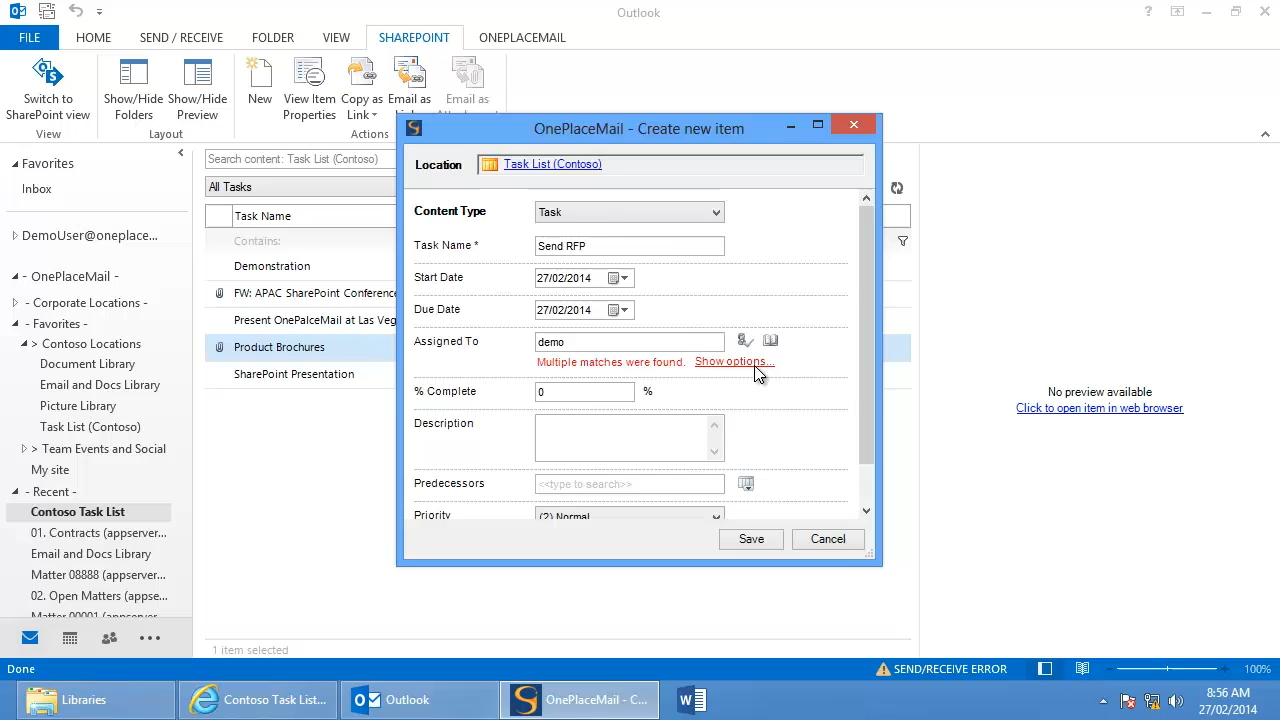 Outlook
FILE
HOME
SEND / RECEIVE
FOLDER
VIEW
SHAREPOINT
ONEPLACEMAIL
Switch to
SharePoint view
Show/Hide
Folders
Show/Hide
Preview
New
View Item
Properties
Copy as
Link
Email as
Email as
View
Layout
Actions
Favorites
Inbox
DemoUser@oneplace...
- OnePlaceMail -
- Corporate Locations -
- Favorites -
> Contoso Locations
Document Library
Email and Docs Library
Picture Library
Task List (Contoso)
> Team Events and Social
My site
- Recent -
Contoso Task List
01. Contracts (appserver...
Email and Docs Library
Matter 08888 (appserver...
02. Open Matters (appse...
Matter 00001 (appserver...
Search content: Task List (Contoso)
All Tasks
Task Name
Contains:
Demonstration
FW: APAC SharePoint Conference
Present OnePalceMail at Las Veg
Product Brochures
SharePoint Presentation
1 item selected
OnePlaceMail - Create new item
Location
Task List (Contoso)
Content Type
Task
Task Name *
Send RFP
Start Date
27/02/2014
Due Date
27/02/2014
Assigned To
demo
Multiple matches were found. Show options...
% Complete
0
%
Description
Predecessors
<<type to search>>
Priority
(2) Normal
Save
Cancel
No preview available
Click to open item in web browser
Done
SEND/RECEIVE ERROR
100%
Libraries
Contoso Task List...
Outlook
OnePlaceMail - C...
8:56 AM
27/02/2014